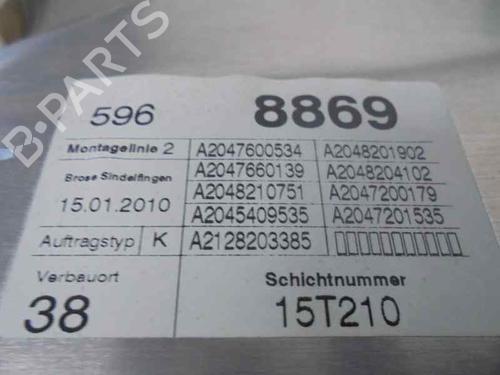 B-PARTS
596 8869
Montagelinie 2 A2047600534 A2048201902
Brose Sindelfingen A2047660139 A2048204102
15.01.2010 A2048210751 A2047200179
A2045409535 A2047201535
Auftragstyp K A2128203385
Verbauort Schichtnummer
38 15T210